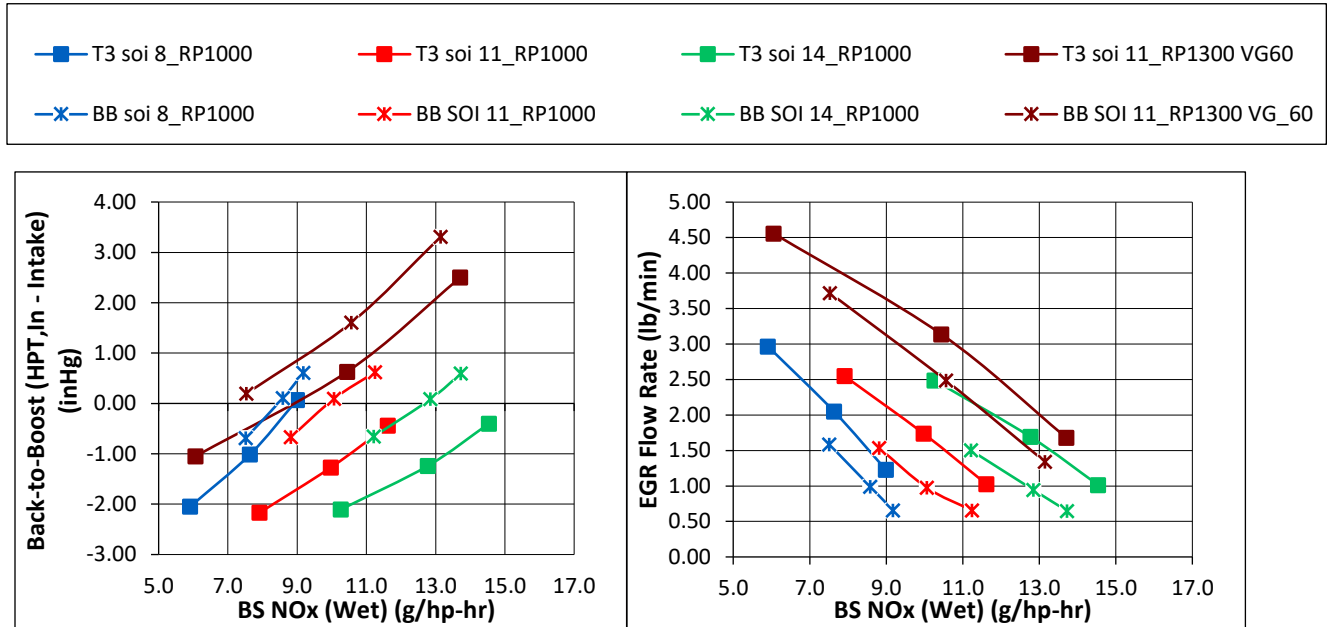 T3 soi 8_RP1000 T3 soi 11_RP1000 T3 soi 14_RP1000 T3 soi 11_RP1300 VG60
BB soi 8_RP1000 BB SOI 11_RP1000 BB SOI 14_RP1000 BB SOI 11_RP1300 VG_60
Back-to-Boost (HPT,In - Intake)
(inHg)
4.00
3.00
2.00
1.00
0.00
-1.00
-2.00
-3.00
5.0 7.0 9.0 11.0 13.0 15.0 17.0
BS NOx (Wet) (g/hp-hr)
EGR Flow Rate (lb/min)
5.00
4.50
4.00
3.50
3.00
2.50
2.00
1.50
1.00
0.50
0.00
5.0 7.0 9.0 11.0 13.0 15.0 17.0
BS NOx (Wet) (g/hp-hr)